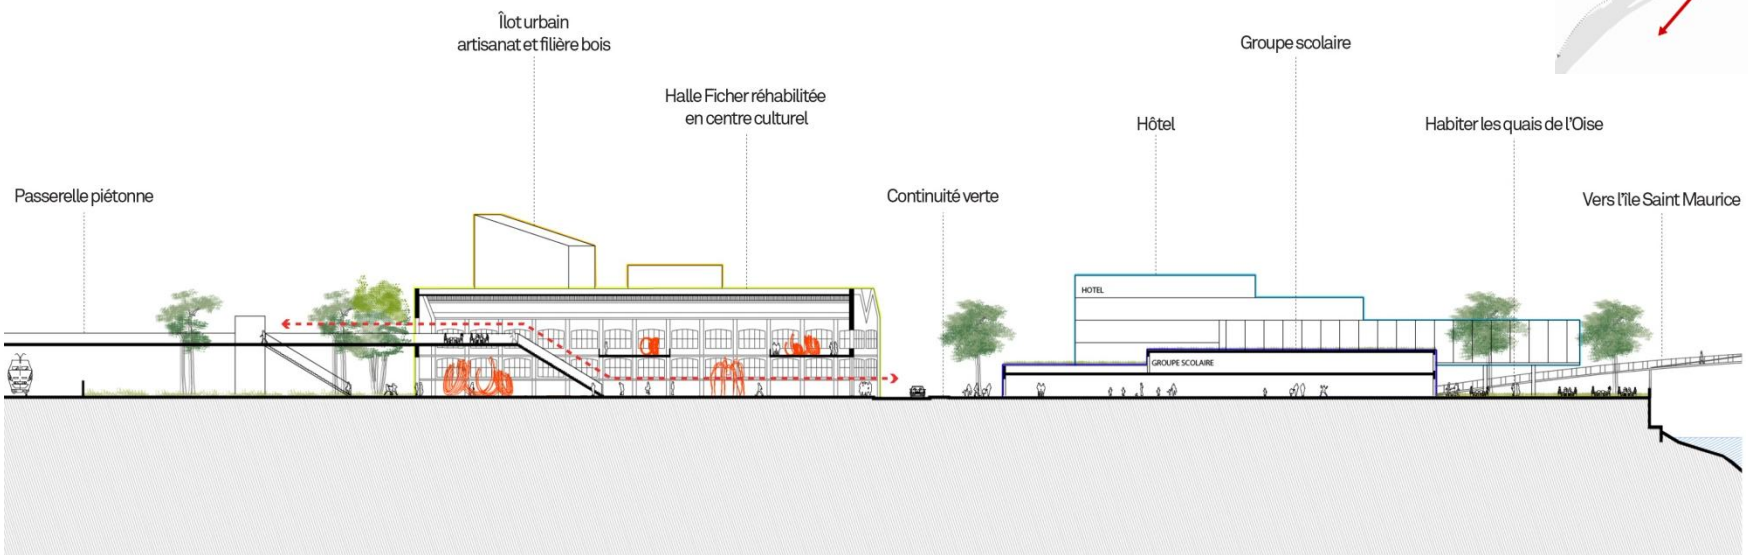 Îlot urbain
artisanat et filière bois
Groupe scolaire
Halle Ficher réhabilitée
en centre culturel
Hôtel
Habiter les quais de l'Oise
Passerelle piétonne
Continuité verte
Vers l'île Saint Maurice
HOTEL
GROUPE SCOLAIRE